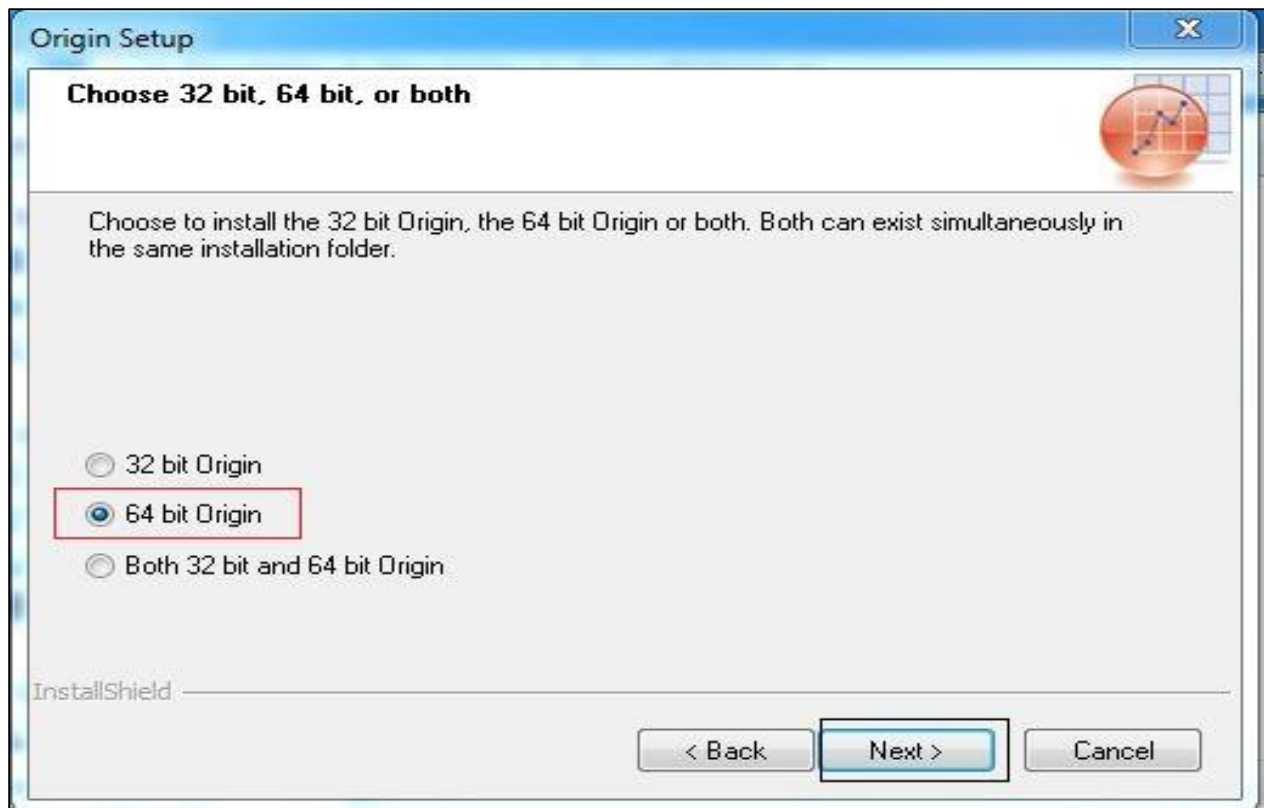 Origin Setup
Choose 32 bit, 64 bit, or both
Choose to install the 32 bit Origin, the 64 bit Origin or both. Both can exist simultaneously in
the same installation folder.
32 bit Origin
64 bit Origin
Both 32 bit and 64 bit Origin
InstallShield
< Back Next > Cancel